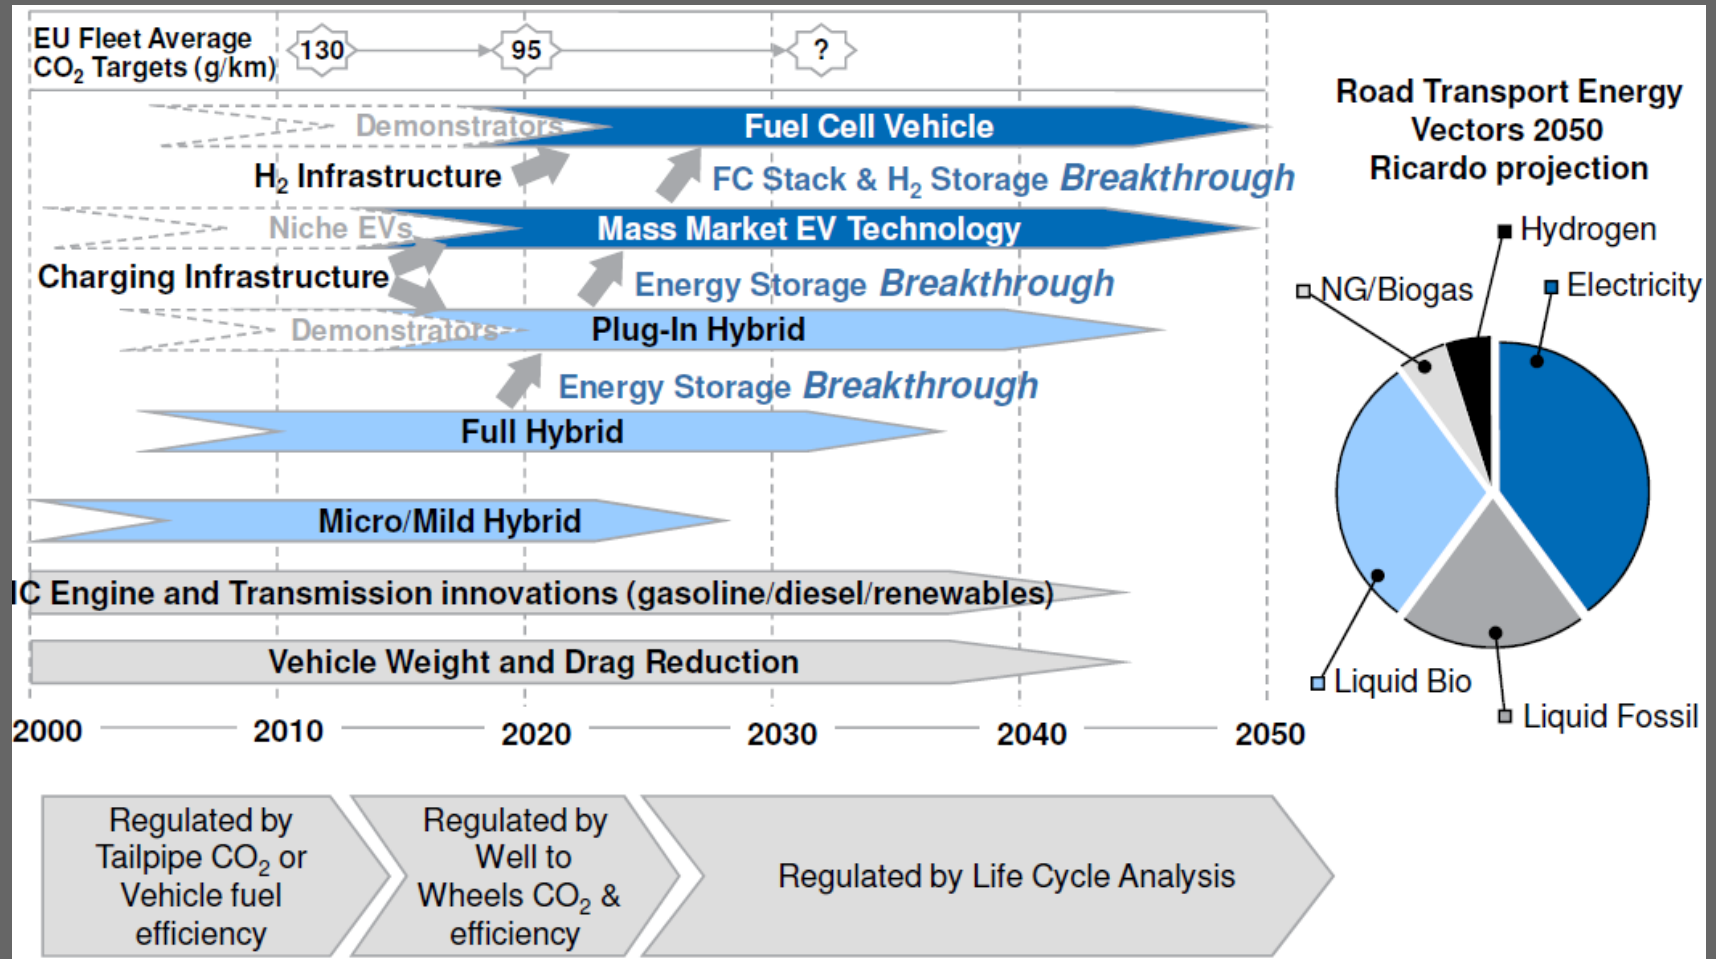 EU Fleet Average
CO₂ Targets (g/km)
130
95
?
Demonstrators
Fuel Cell Vehicle
H₂ Infrastructure
FC Stack & H₂ Storage Breakthrough
Niche EVs
Mass Market EV Technology
Charging Infrastructure
Energy Storage Breakthrough
Demonstrators
Plug-In Hybrid
Energy Storage Breakthrough
Full Hybrid
Micro/Mild Hybrid
IC Engine and Transmission innovations (gasoline/diesel/renewables)
Vehicle Weight and Drag Reduction
2000
2010
2020
2030
2040
2050
Regulated by
Tailpipe CO₂ or
Vehicle fuel
efficiency
Regulated by
Well to
Wheels CO₂ &
efficiency
Regulated by Life Cycle Analysis
Road Transport Energy
Vectors 2050
Ricardo projection
Hydrogen
NG/Biogas
Electricity
Liquid Bio
Liquid Fossil